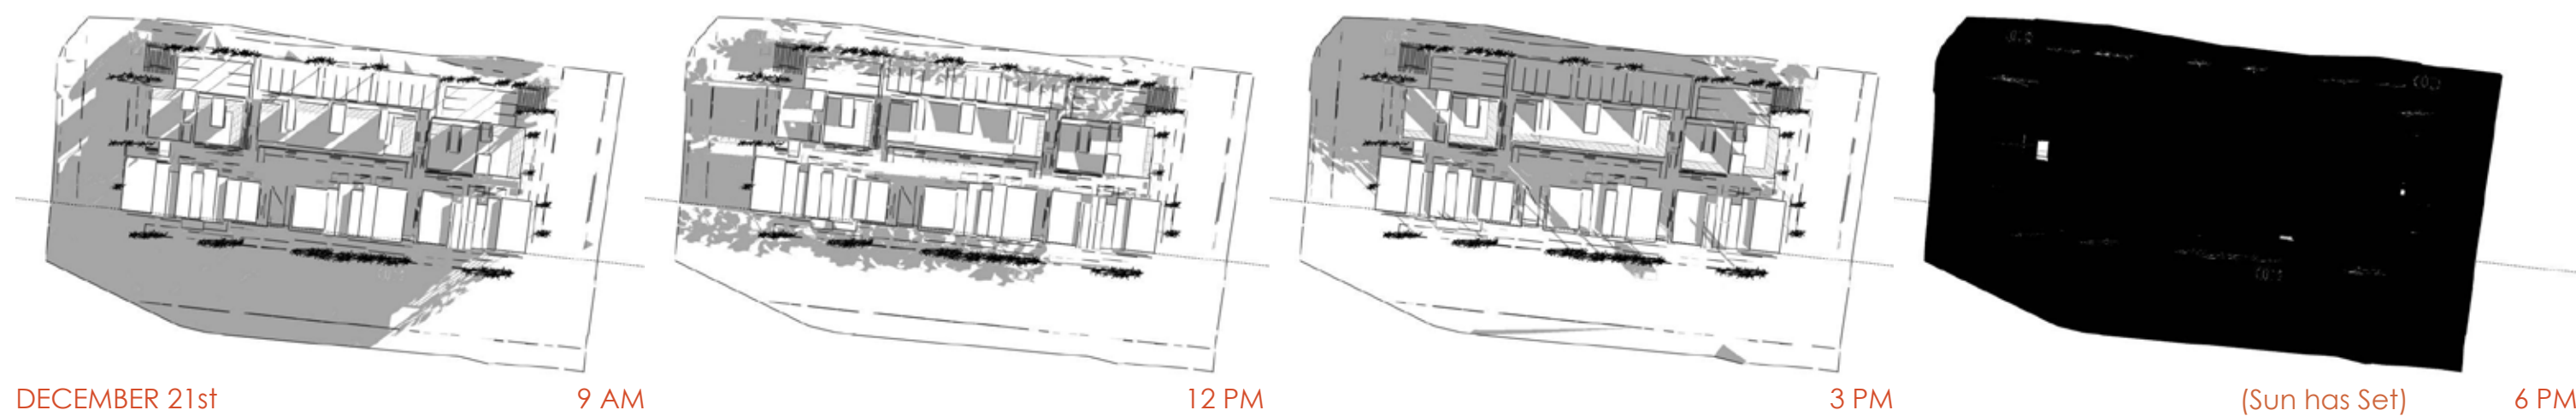 DECEMBER 21st
9 AM
12 PM
3 PM
(Sun has Set)
6 PM